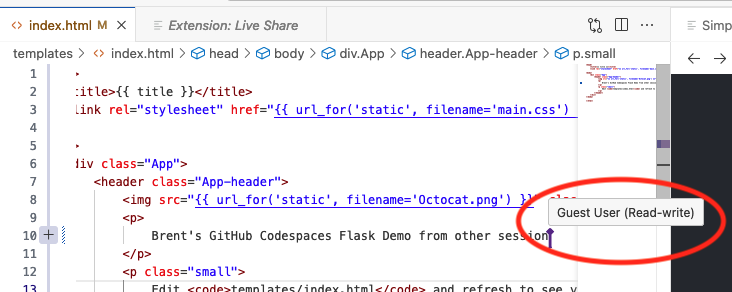 index.html M
Extension: Live Share
Simp
templates > index.html > head > body > div.App > header.App-header > p.small
1 >
2 title>{{ title }}</title>
3 link rel="stylesheet" href="{{ url_for('static', filename='main.css')
4
5 >
6 div class="App">
7 <header class="App-header">
8 <img src="{{ url_for('static', filename='Octocat.png') }}"
9 <p>
Guest User (Read-write)
10 Brent's GitHub Codespaces Flask Demo from other session
11 </p>
12 <p class="small">
13 Edit <code>templates/index.html</code> and refresh to see y